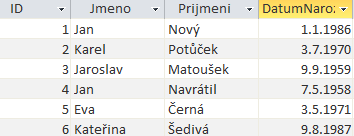 ID Jmeno Prijmeni DatumNaroz
1 Jan Nový 1.1.1986
2 Karel Potůček 3.7.1970
3 Jaroslav Matoušek 9.9.1959
4 Jan Navrátil 7.5.1958
5 Eva Černá 3.5.1971
6 Kateřina Šedivá 9.8.1987